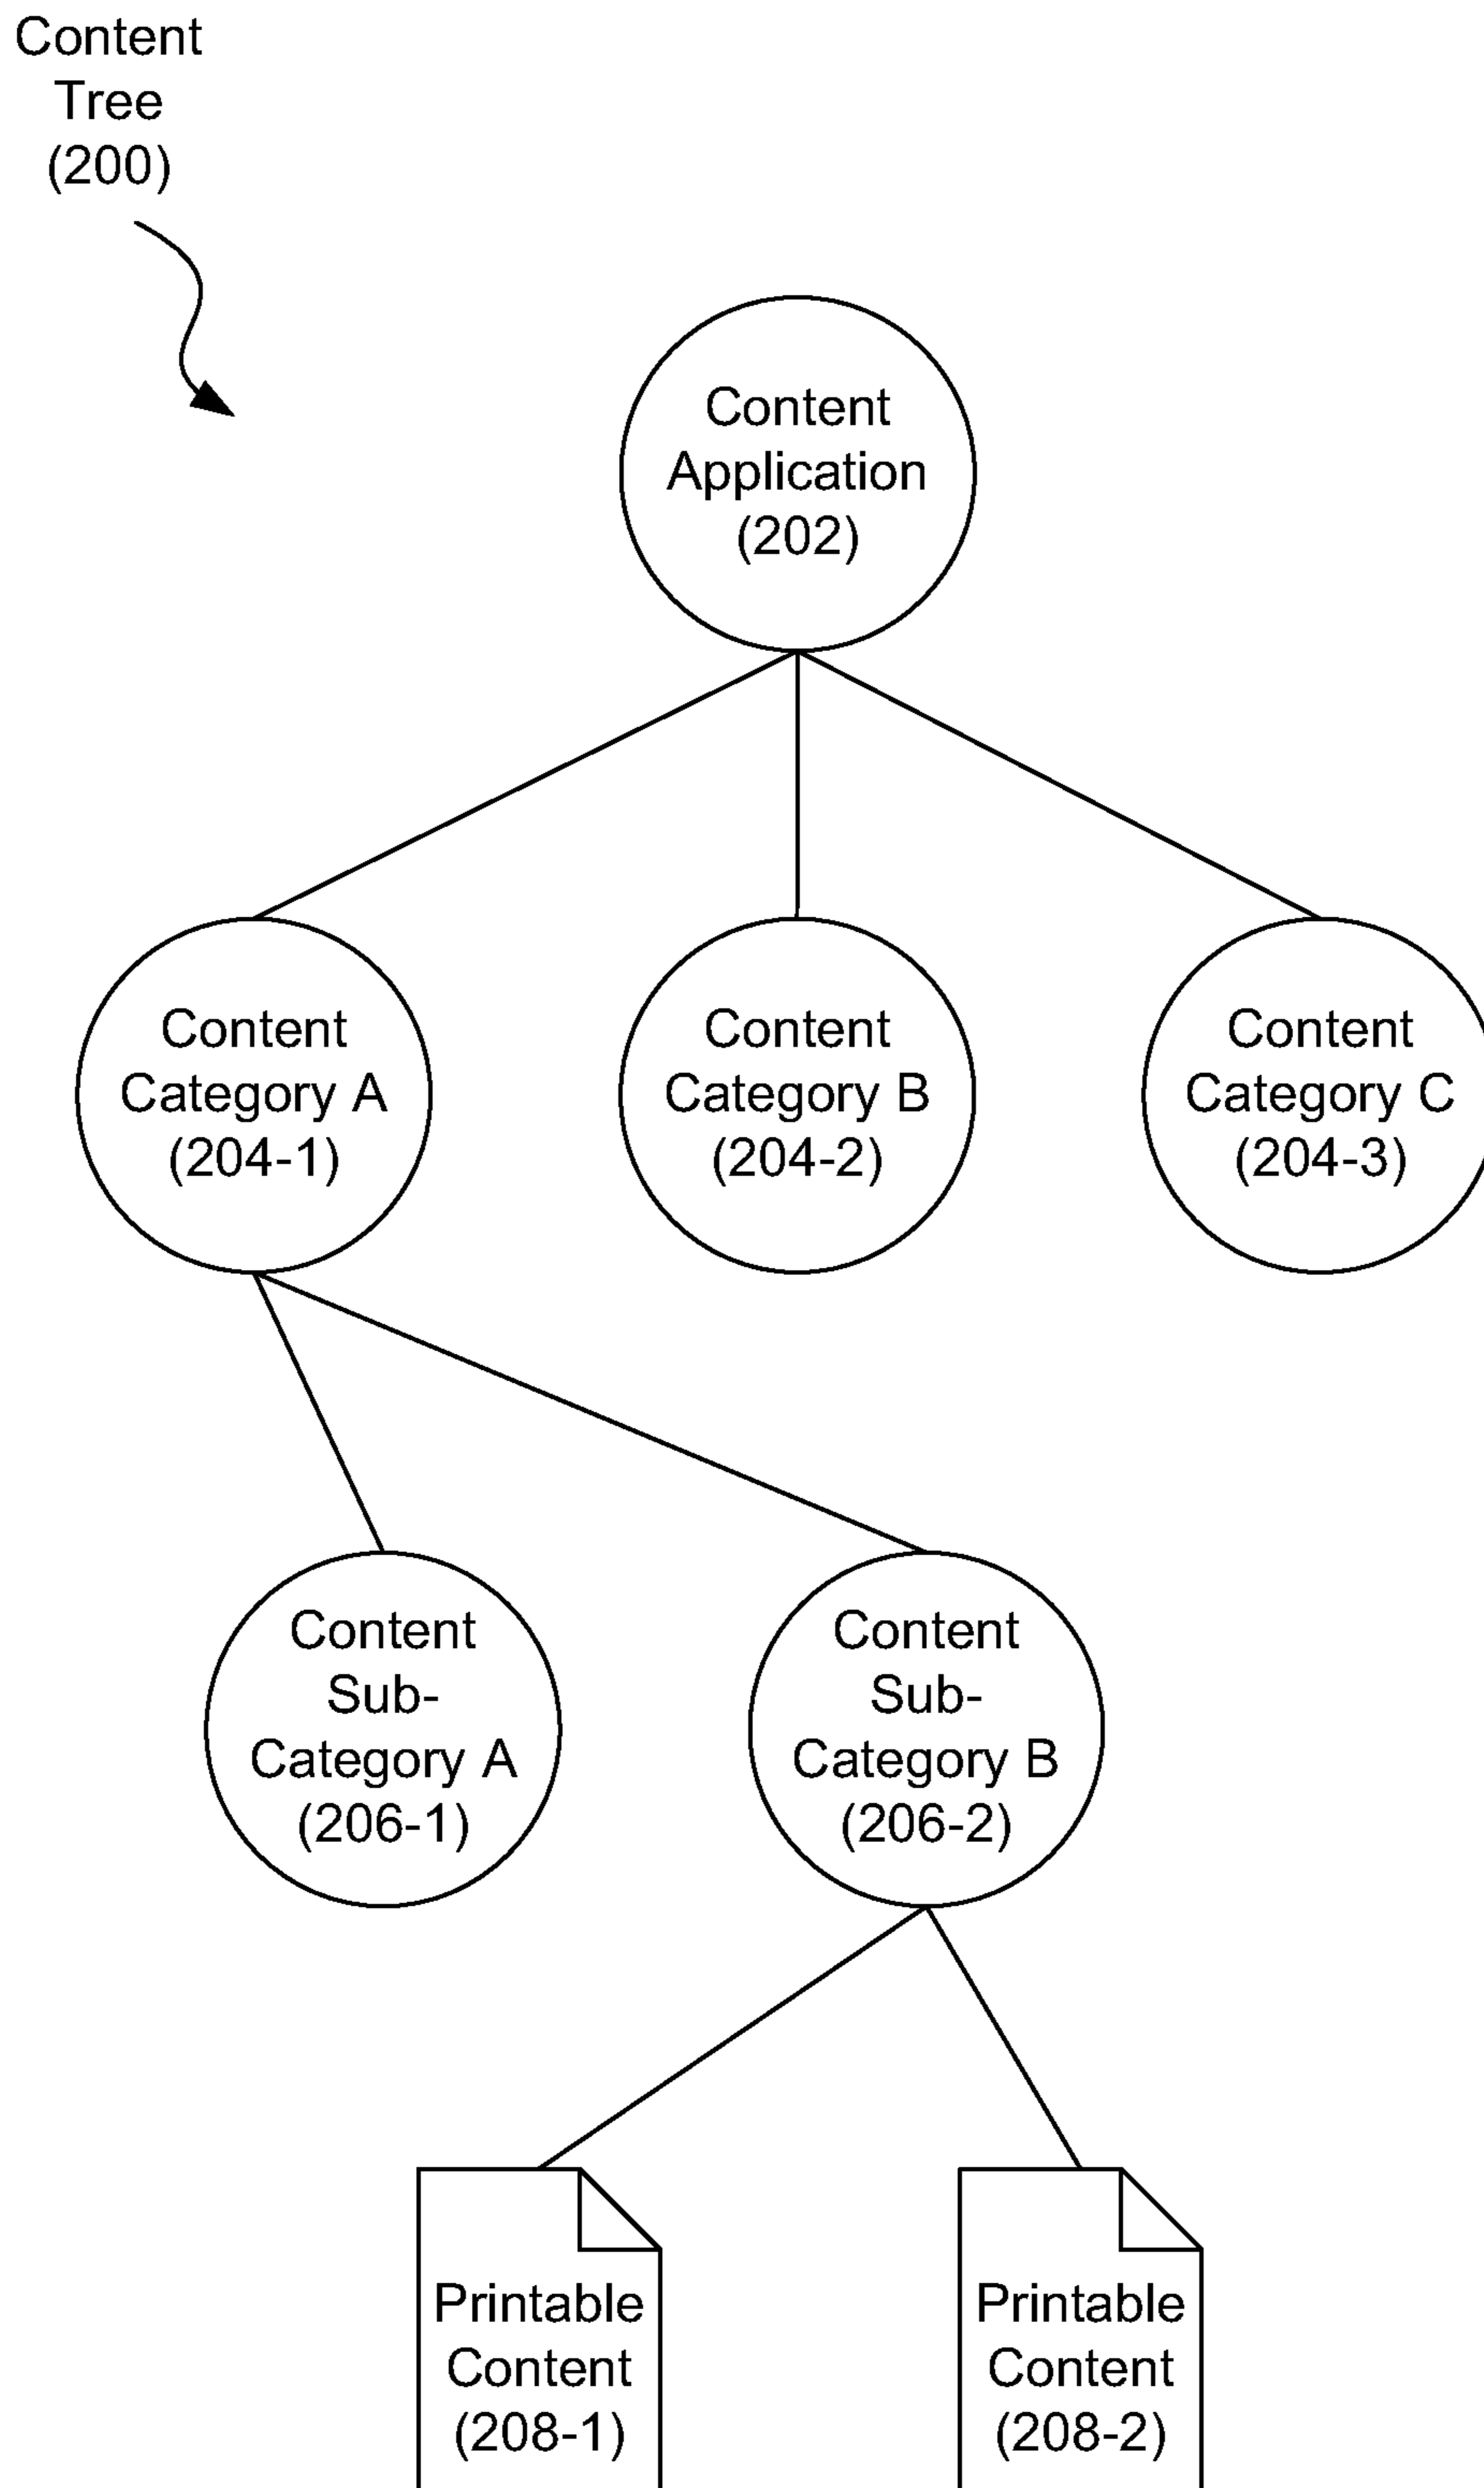 Content
Tree
(200)
Content
Application
(202)
Content
Category A
(204-1)
Content
Category B
(204-2)
Content
Category C
(204-3)
Content
Sub-
Category A
(206-1)
Content
Sub-
Category B
(206-2)
Printable
Content
(208-1)
Printable
Content
(208-2)